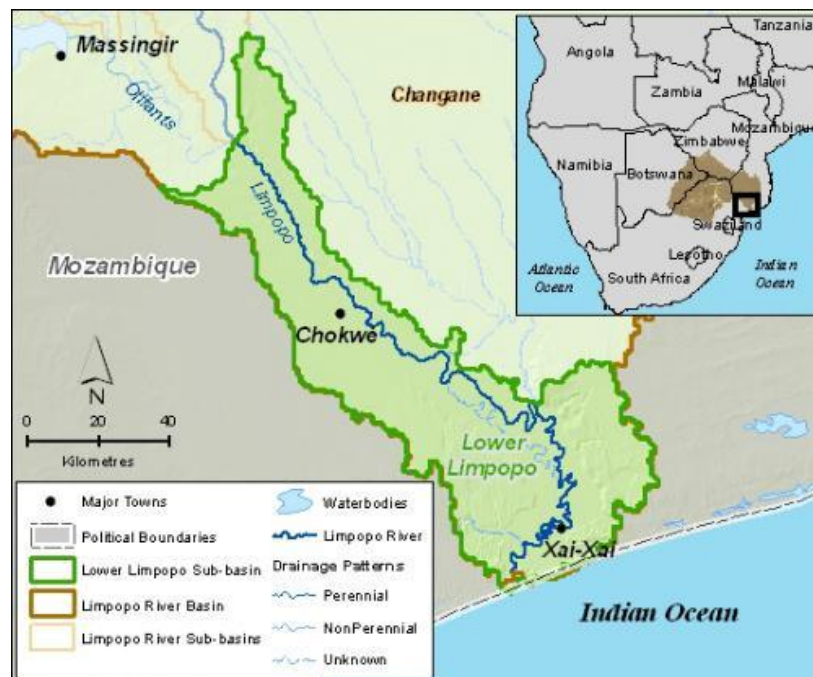 Massingir
Olifants
Changane
Limpopo
Mozambique
Chokwe
N
0 20 40
Kilometres
Lower
Limpopo
Xai-Xai
Indian Ocean
Tanzania
Angola
Malawi
Zambia
Mozambique
Zimbabwe
Namibia
Botswana
Swaziland
Lesotho
South Africa
Atlantic
Ocean
Indian
Ocean
Major Towns
Political Boundaries
Lower Limpopo Sub-basin
Limpopo River Basin
Limpopo River Sub-basins
Waterbodies
Limpopo River
Drainage Patterns
Perennial
NonPerennial
Unknown